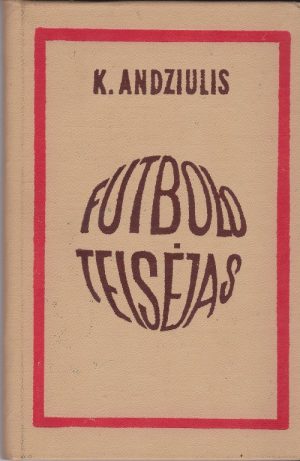 K. ANDZIULIS
FUTBOLO
TEISĖJAS